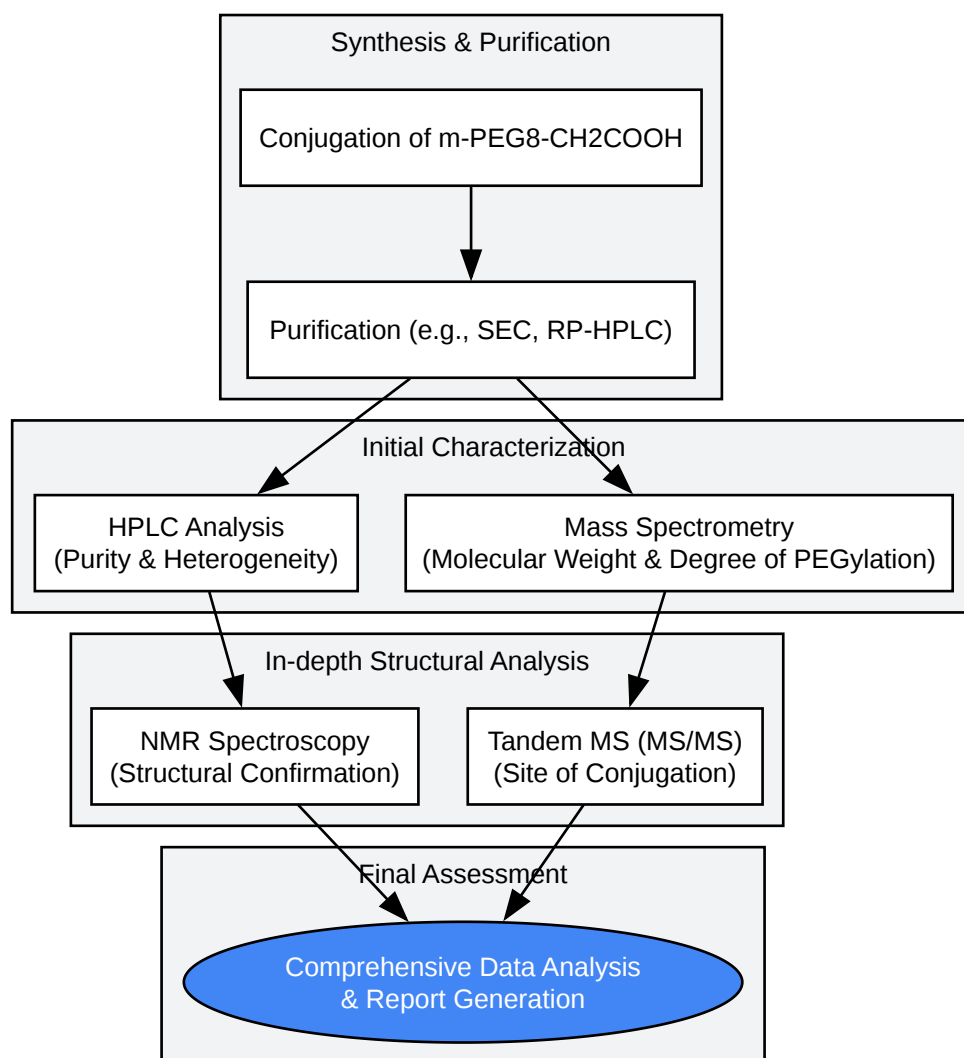 Synthesis & Purification
Conjugation of m-PEG8-CH2COOH
Purification (e.g., SEC, RP-HPLC)
Initial Characterization
HPLC Analysis
(Purity & Heterogeneity)
Mass Spectrometry
(Molecular Weight & Degree of PEGylation)
In-depth Structural Analysis
NMR Spectroscopy
(Structural Confirmation)
Tandem MS (MS/MS)
(Site of Conjugation)
Final Assessment
Comprehensive Data Analysis
& Report Generation